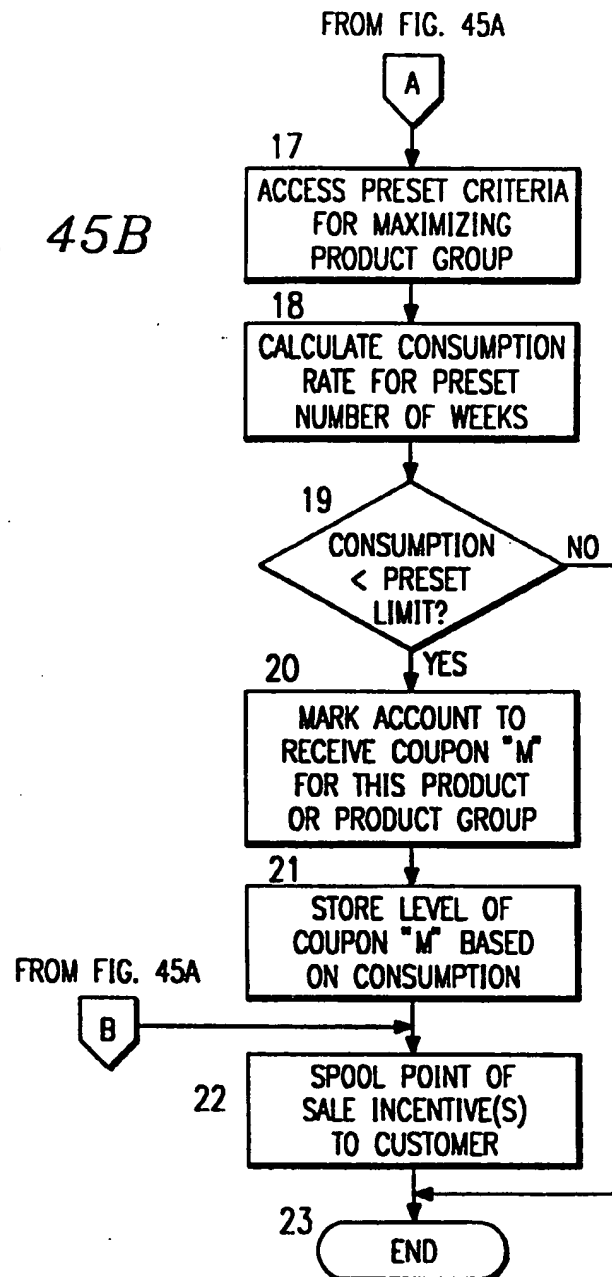 FROM FIG. 45A
A
17
ACCESS PRESET CRITERIA
FOR MAXIMIZING
PRODUCT GROUP
45B
18
CALCULATE CONSUMPTION
RATE FOR PRESET
NUMBER OF WEEKS
19
CONSUMPTION
< PRESET
LIMIT?
NO
YES
20
MARK ACCOUNT TO
RECEIVE COUPON "M"
FOR THIS PRODUCT
OR PRODUCT GROUP
21
STORE LEVEL OF
COUPON "M" BASED
ON CONSUMPTION
FROM FIG. 45A
B
22
SPOOL POINT OF
SALE INCENTIVE(S)
TO CUSTOMER
23
END